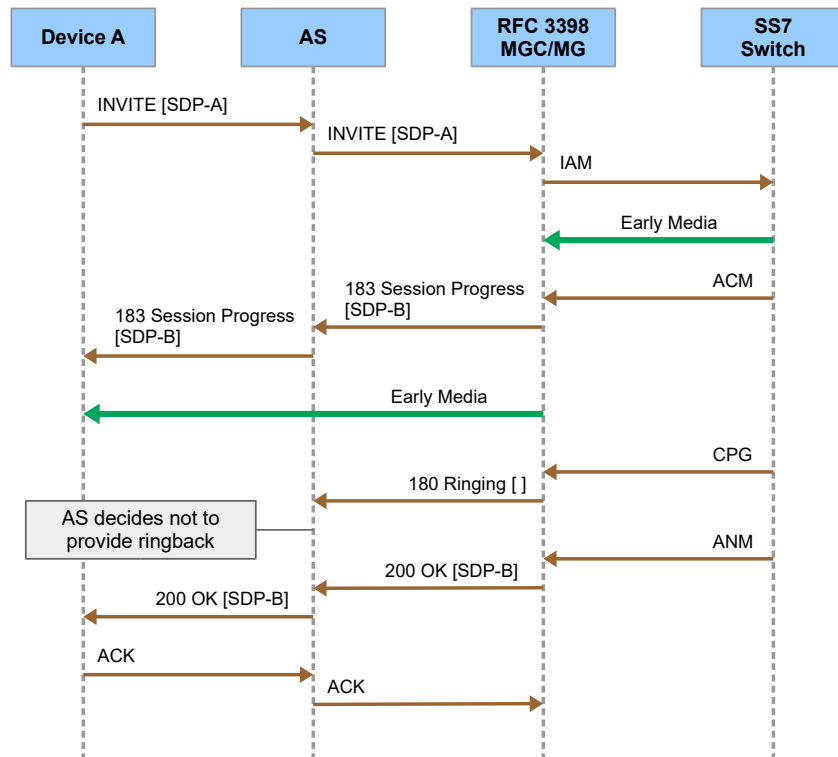 Device A
AS
RFC 3398
MGC/MG
SS7
Switch
INVITE [SDP-A]
INVITE [SDP-A]
IAM
Early Media
ACM
183 Session Progress
[SDP-B]
183 Session Progress
[SDP-B]
Early Media
CPG
180 Ringing [ ]
AS decides not to
provide ringback
ANM
200 OK [SDP-B]
200 OK [SDP-B]
ACK
ACK